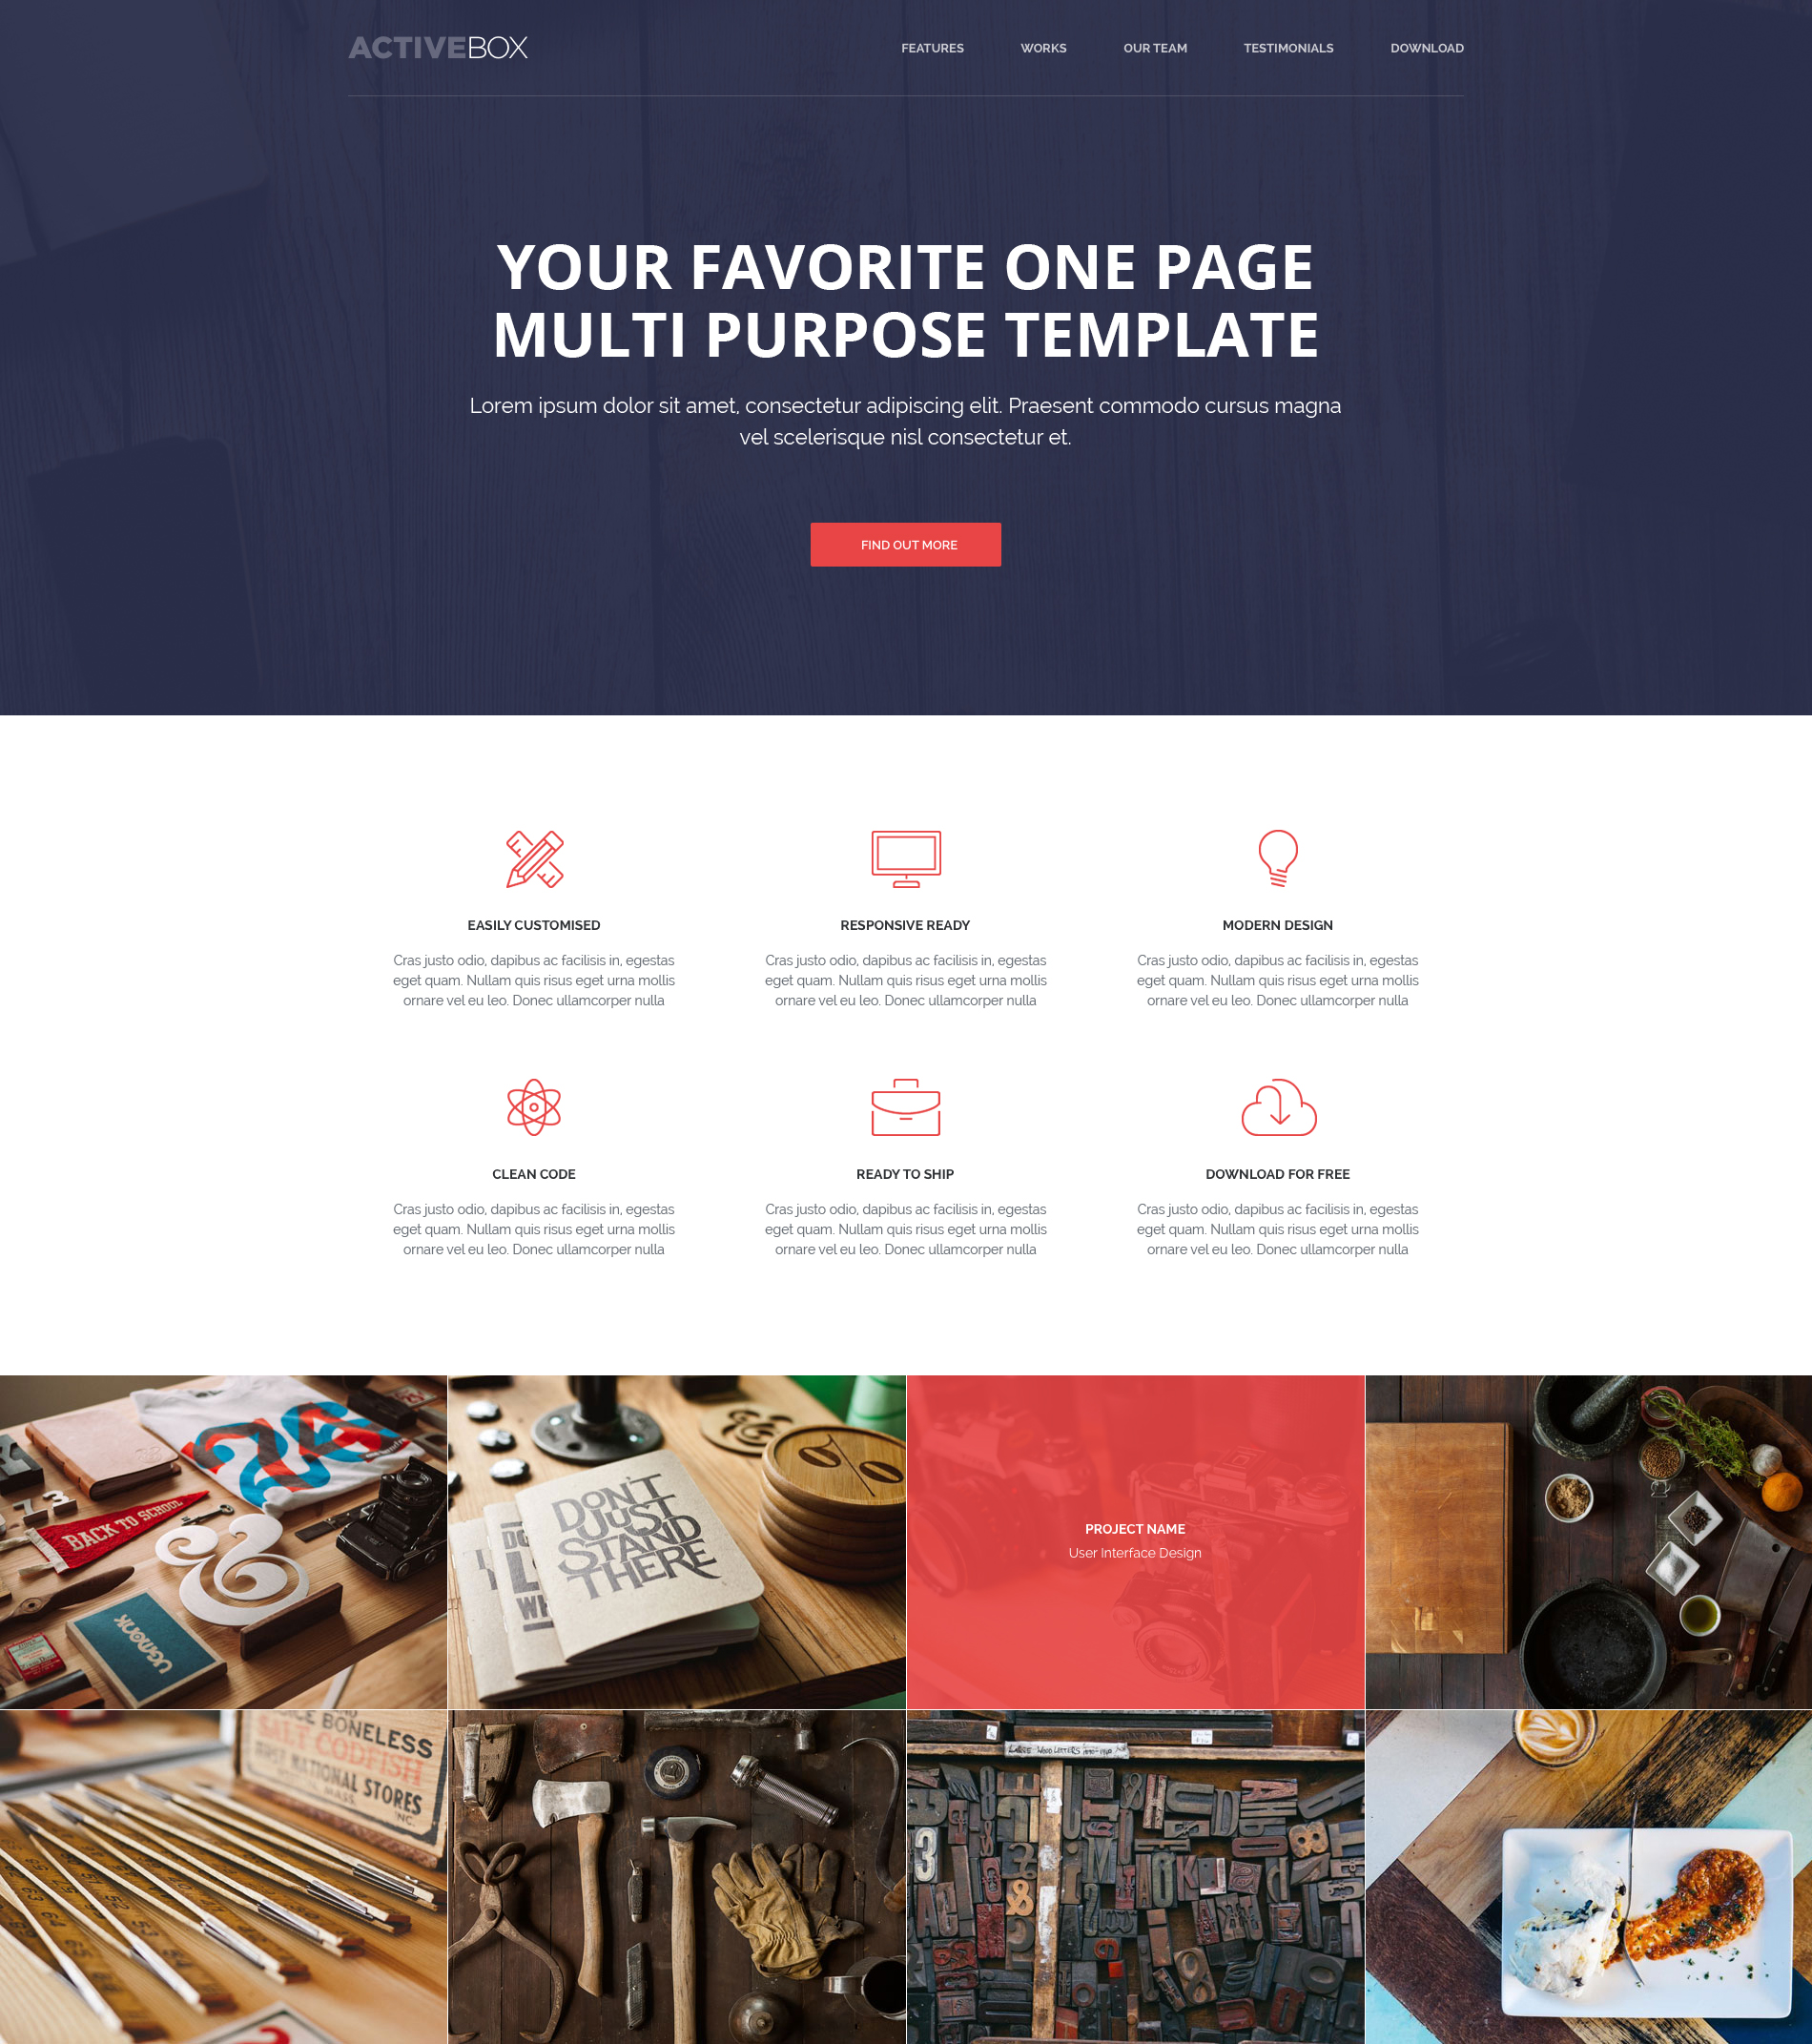 ACTIVEBOX
FEATURES WORKS OUR TEAM TESTIMONIALS DOWNLOAD
YOUR FAVORITE ONE PAGE
MULTI PURPOSE TEMPLATE
Lorem ipsum dolor sit amet, consectetur adipiscing elit. Praesent commodo cursus magna
vel scelerisque nisl consectetur et.
FIND OUT MORE
EASILY CUSTOMISED
Cras justo odio, dapibus ac facilisis in, egestas
eget quam. Nullam quis risus eget urna mollis
ornare vel eu leo. Donec ullamcorper nulla
RESPONSIVE READY
Cras justo odio, dapibus ac facilisis in, egestas
eget quam. Nullam quis risus eget urna mollis
ornare vel eu leo. Donec ullamcorper nulla
MODERN DESIGN
Cras justo odio, dapibus ac facilisis in, egestas
eget quam. Nullam quis risus eget urna mollis
ornare vel eu leo. Donec ullamcorper nulla
CLEAN CODE
Cras justo odio, dapibus ac facilisis in, egestas
eget quam. Nullam quis risus eget urna mollis
ornare vel eu leo. Donec ullamcorper nulla
READY TO SHIP
Cras justo odio, dapibus ac facilisis in, egestas
eget quam. Nullam quis risus eget urna mollis
ornare vel eu leo. Donec ullamcorper nulla
DOWNLOAD FOR FREE
Cras justo odio, dapibus ac facilisis in, egestas
eget quam. Nullam quis risus eget urna mollis
ornare vel eu leo. Donec ullamcorper nulla
BACK TO SCHOOL
&
UGMONK
DON'T
JUST
STAND
THERE
PROJECT NAME
User Interface Design
BONELESS
SALT CODFISH
NATIONAL STORES
MASS.
INC.
LARGE WOOD LETTERS
3
&